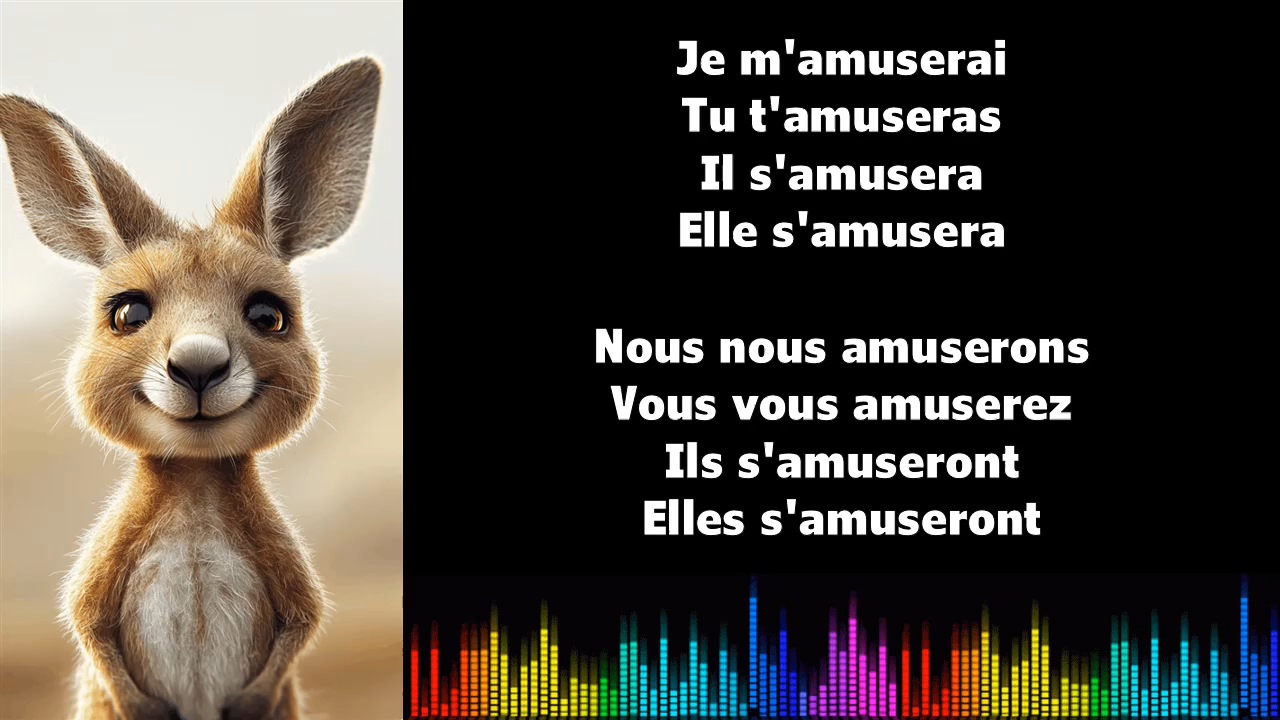 Je m'amuserai
Tu t'amuseras
Il s'amusera
Elle s'amusera
Nous nous amuserons
Vous vous amuserez
Ils s'amuseront
Elles s'amuseront